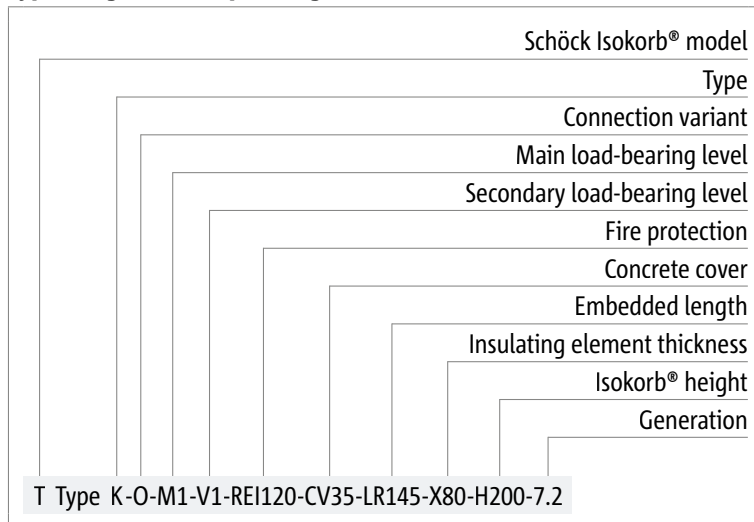 Schöck Isokorb® model
Type
Connection variant
Main load-bearing level
Secondary load-bearing level
Fire protection
Concrete cover
Embedded length
Insulating element thickness
Isokorb® height
Generation
T Type K-O-M1-V1-REI120-CV35-LR145-X80-H200-7.2